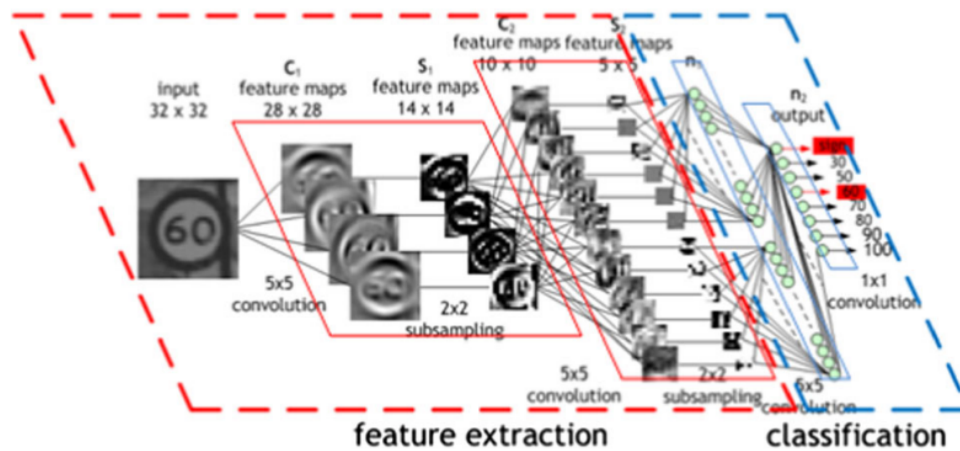 input
32 x 32
C1
feature maps
28 x 28
S1
feature maps
14 x 14
C2
feature maps
10 x 10
S2
feature maps
5 x 5
n1
n2
output
sign
30
50
60
70
80
90
100
60
5x5
convolution
2x2
subsampling
5x5
convolution
2x2
subsampling
5x5
convolution
1x1
convolution
feature extraction
classification